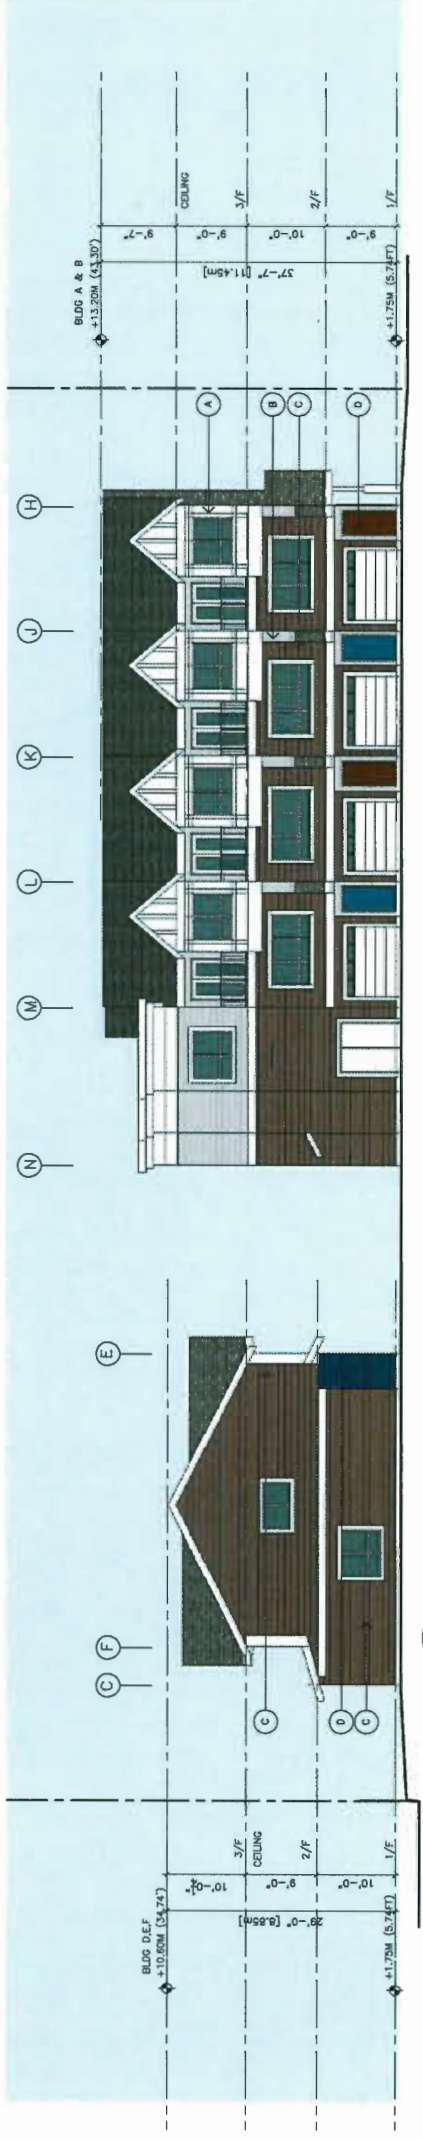 BLDG A & B
+13.20M (43.30')
CEILING
3/F
2/F
1/F
9'-7"
9'-0"
10'-0"
9'-0"
37'-7" [11.45m]
+1.75M (5.74FT)
A
B
C
D
H
J
K
L
M
N
E
F
C
C
D
C
BLDG D,E,F
+10.60M (34.74')
3/F
CEILING
2/F
1/F
9'-0"
10'-0"
29'-0" [8.85m]
+1.75M (5.74FT)